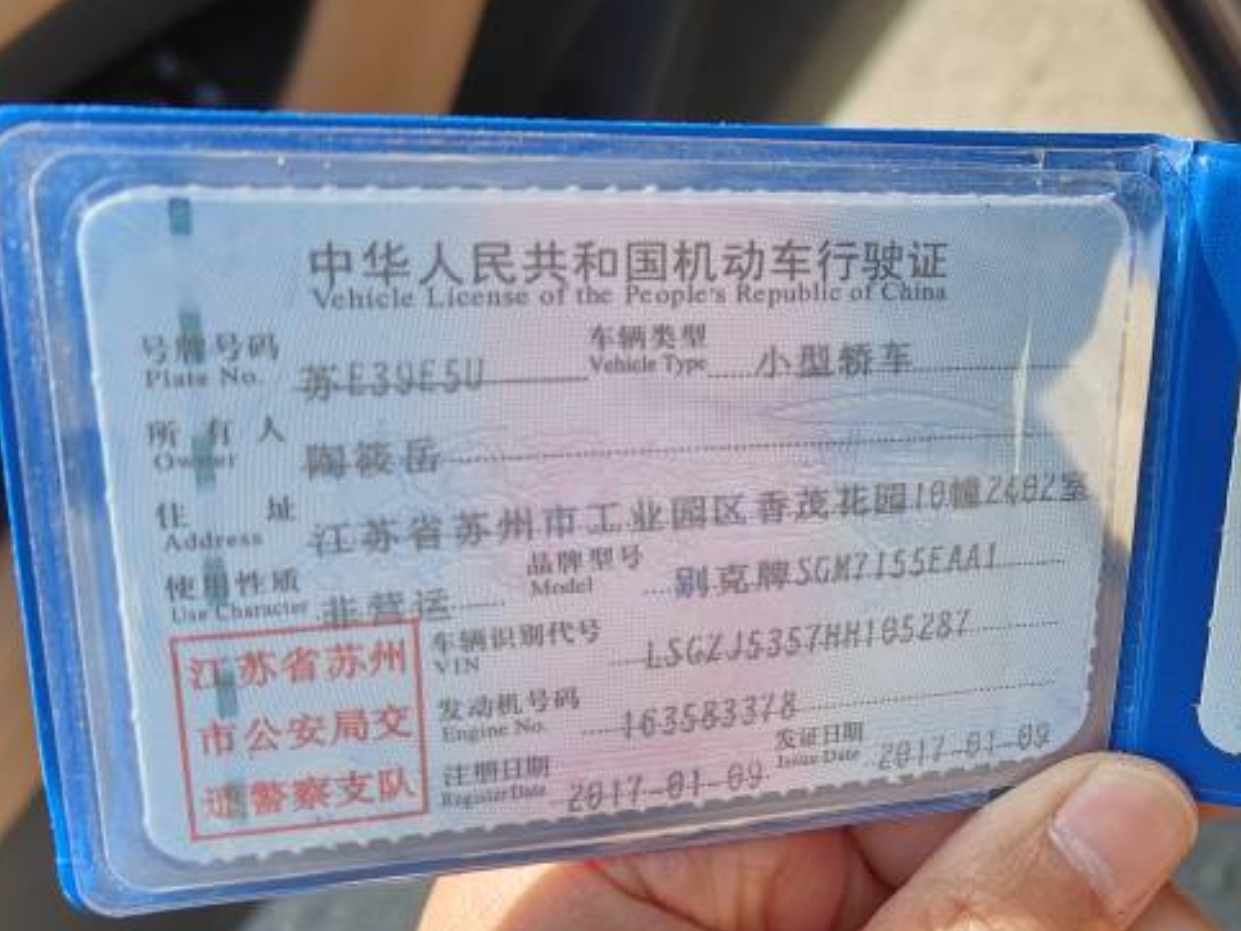 中华人民共和国机动车行驶证
Vehicle License of the People's Republic of China
号牌号码 苏E39E5U 车辆类型 小型轿车
Plate No. Vehicle Type
所有人 陶筱岳
Owner
住址 江苏省苏州市工业园区香茂花园10幢2402室
Address
使用性质 非营运 品牌型号 别克牌SGM7155EAA1
Use Character Model
江苏省苏州
市公安局交
通警察支队
车辆识别代号 LSGZJ5357HH105287
VIN
发动机号码 163583378
Engine No.
注册日期 2017-01-09 发证日期 2017-01-09
Register Date Issue Date